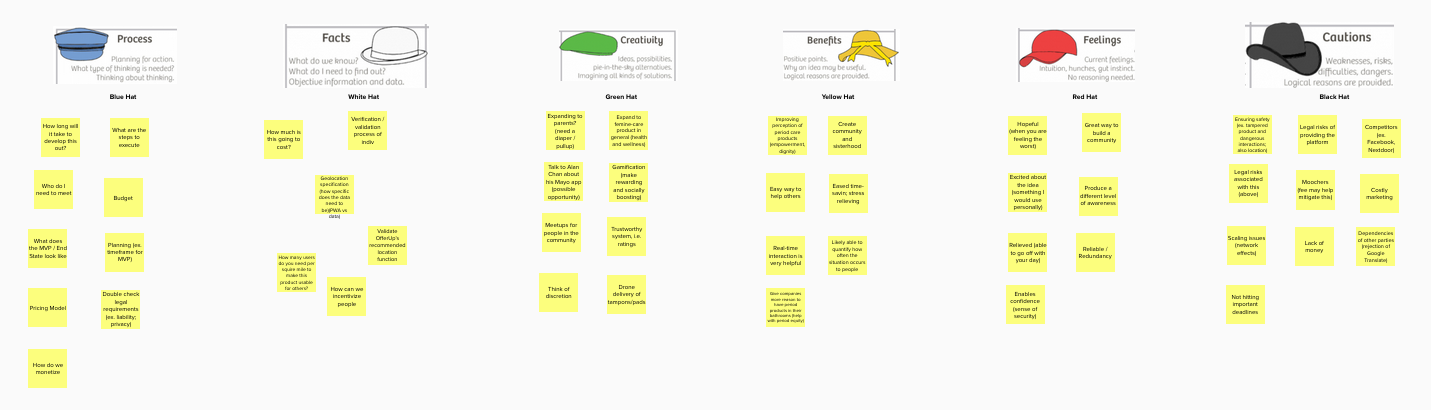 Process
Planning for action.
What type of thinking is needed?
Thinking about thinking.
Blue Hat
How long will
it take to
develop this
out?
What are the
steps to
execute
Who do I
need to meet
Budget
What does
the MVP / End
State look like
Planning (ex.
timeframe for
MVP)
Pricing Model
Double check
legal
requirements
(ex. liability;
privacy)
How do we
monetize
Facts
What do we know?
What do I need to find out?
Objective information and data.
White Hat
How much is
this going to
cost?
Verification /
validation
process of
indiv
Geolocation
specification
(how specific
does the data
need to
be)(PWA vs
data)
Validate
OfferUp's
recommended
location
function
How many users
do you need per
squire mile to
make this
product usable
for others?
How can we
incentivize
people
Creativity
Ideas, possibilities,
pie-in-the-sky alternatives.
Imagining all kinds of solutions.
Green Hat
Expanding to
parents?
(need a
diaper /
pullup)
Expand to
femine-care
product in
general (health
and wellness)
Talk to Alan
Chan about
his Mayo app
(possible
opportunity)
Gamification
(make
rewarding
and socially
boosting)
Meetups for
people in the
community
Trustworthy
system, i.e.
ratings
Think of
discretion
Drone
delivery of
tampons/pads
Benefits
Positive points.
Why an idea may be useful.
Logical reasons are provided.
Yellow Hat
Improving
perception of
period care
products
(empowerment,
dignity)
Create
community
and
sisterhood
Easy way to
help others
Eased time-
savin; stress
relieving
Real-time
interaction is
very helpful
Likely able to
quantify how
often the
situation occurs
to people
Give companies
more reason to
have period
products in their
bathrooms (help
with period equity)
Feelings
Current feelings.
Intuition, hunches, gut instinct.
No reasoning needed.
Red Hat
Hopeful
(when you are
feeling the
worst)
Great way to
build a
community
Excited about
the idea
(something I
would use
personally)
Produce a
different level
of awareness
Relieved (able
to go off with
your day)
Reliable /
Redundancy
Enables
confidence
(sense of
security)
Cautions
Weaknesses, risks,
difficulties, dangers.
Logical reasons are provided.
Black Hat
Ensuring safety
(ex. tampered
product and
dangerous
interactions;
also location)
Legal risks of
providing the
platform
Competitors
(ex.
Facebook,
Nextdoor)
Legal risks
associated
with this
(above)
Moochers
(fee may help
mitigate this)
Costly
marketing
Scaling issues
(network
effects)
Lack of
money
Dependencies
of other parties
(rejection of
Google
Translate)
Not hitting
important
deadlines